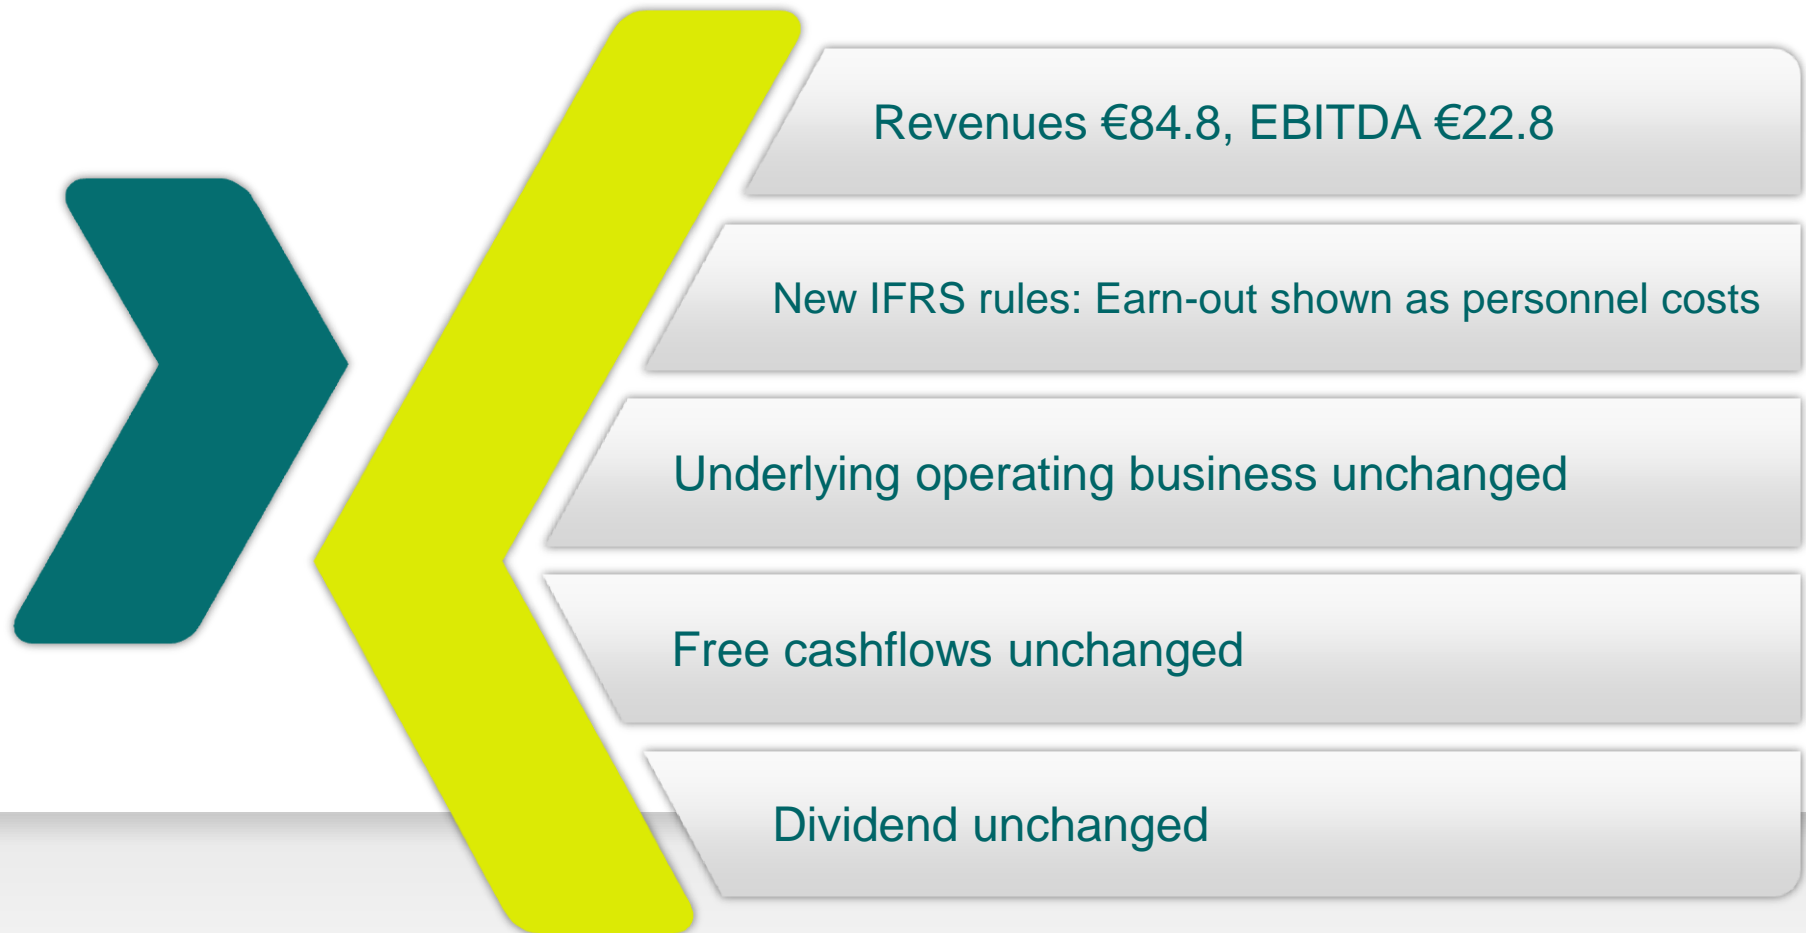 Revenues €84.8, EBITDA €22.8
New IFRS rules: Earn-out shown as personnel costs
Underlying operating business unchanged
Free cashflows unchanged
Dividend unchanged